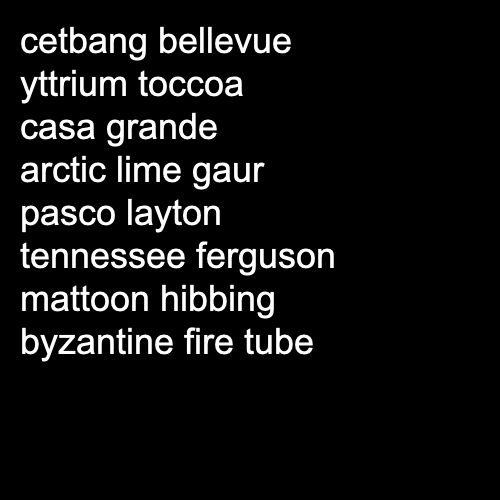 cetbang bellevue
yttrium toccoa
casa grande
arctic lime gaur
pasco layton
tennessee ferguson
mattoon hibbing
byzantine fire tube